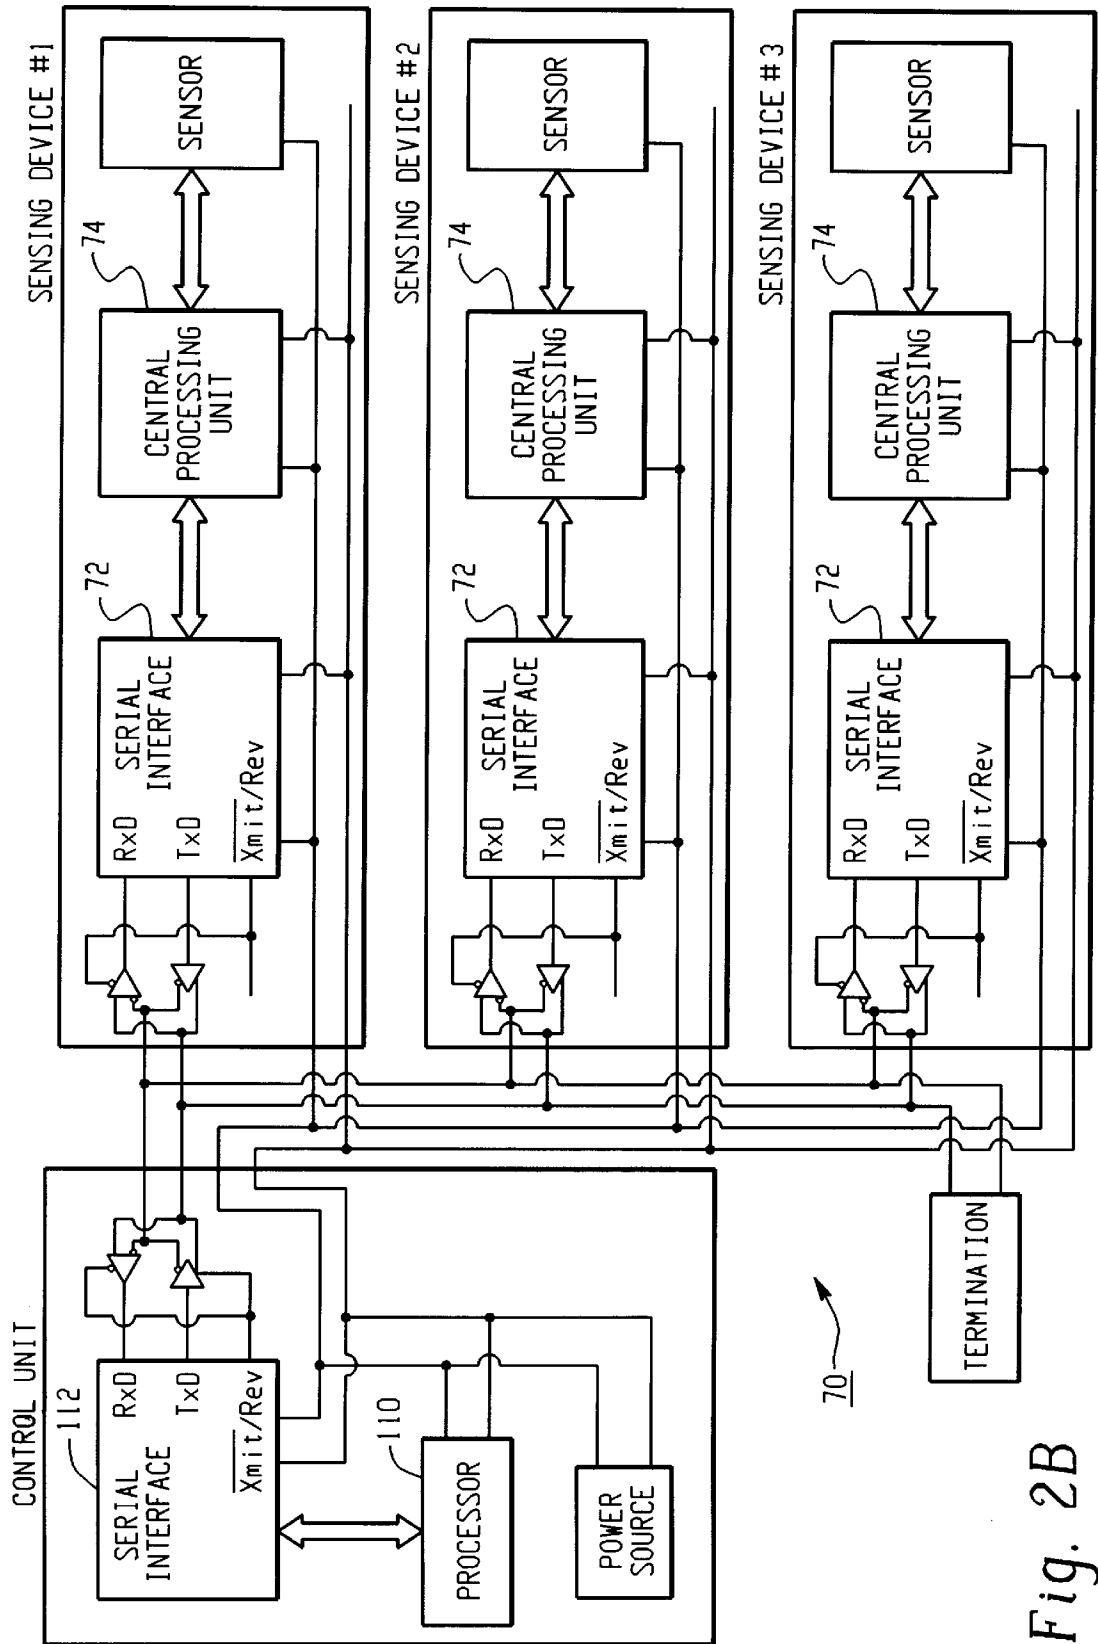 CONTROL UNIT
112
SERIAL
INTERFACE
RxD
TxD
Xmit/Rev
110
PROCESSOR
POWER
SOURCE
SENSING DEVICE #1
72
SERIAL
INTERFACE
RxD
TxD
Xmit/Rev
74
CENTRAL
PROCESSING
UNIT
SENSOR
SENSING DEVICE #2
72
SERIAL
INTERFACE
RxD
TxD
Xmit/Rev
74
CENTRAL
PROCESSING
UNIT
SENSOR
SENSING DEVICE #3
72
SERIAL
INTERFACE
RxD
TxD
Xmit/Rev
74
CENTRAL
PROCESSING
UNIT
SENSOR
TERMINATION
70
Fig. 2B